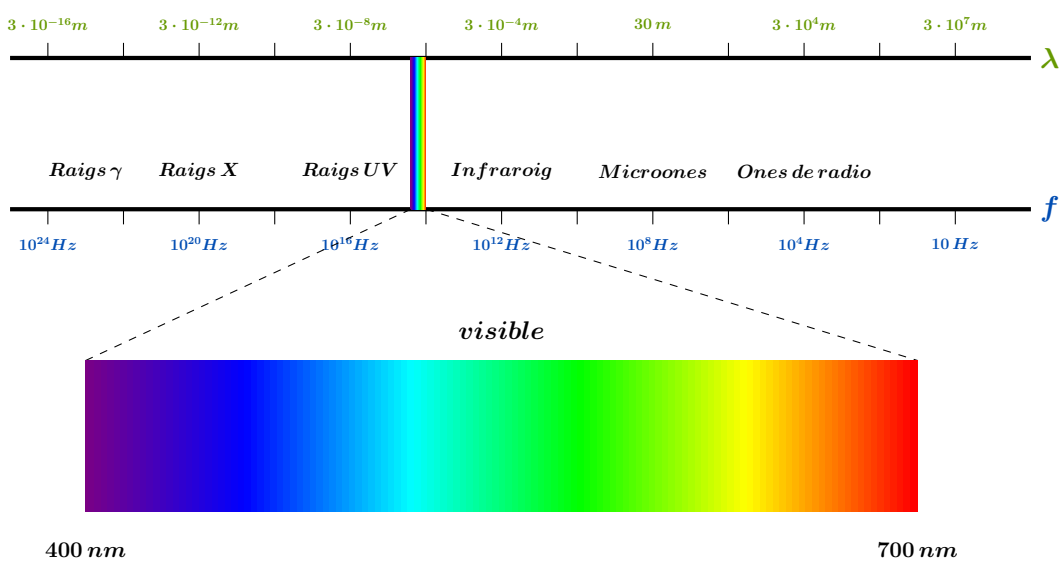 3 · 10⁻¹⁶m 3 · 10⁻¹²m 3 · 10⁻⁸m 3 · 10⁻⁴m 30 m 3 · 10⁴m 3 · 10⁷m
λ
Raigs γ Raigs X Raigs UV Infraroig Microones Ones de radio
f
10²⁴Hz 10²⁰Hz 10¹⁶Hz 10¹²Hz 10⁸Hz 10⁴Hz 10 Hz
visible
400 nm 700 nm